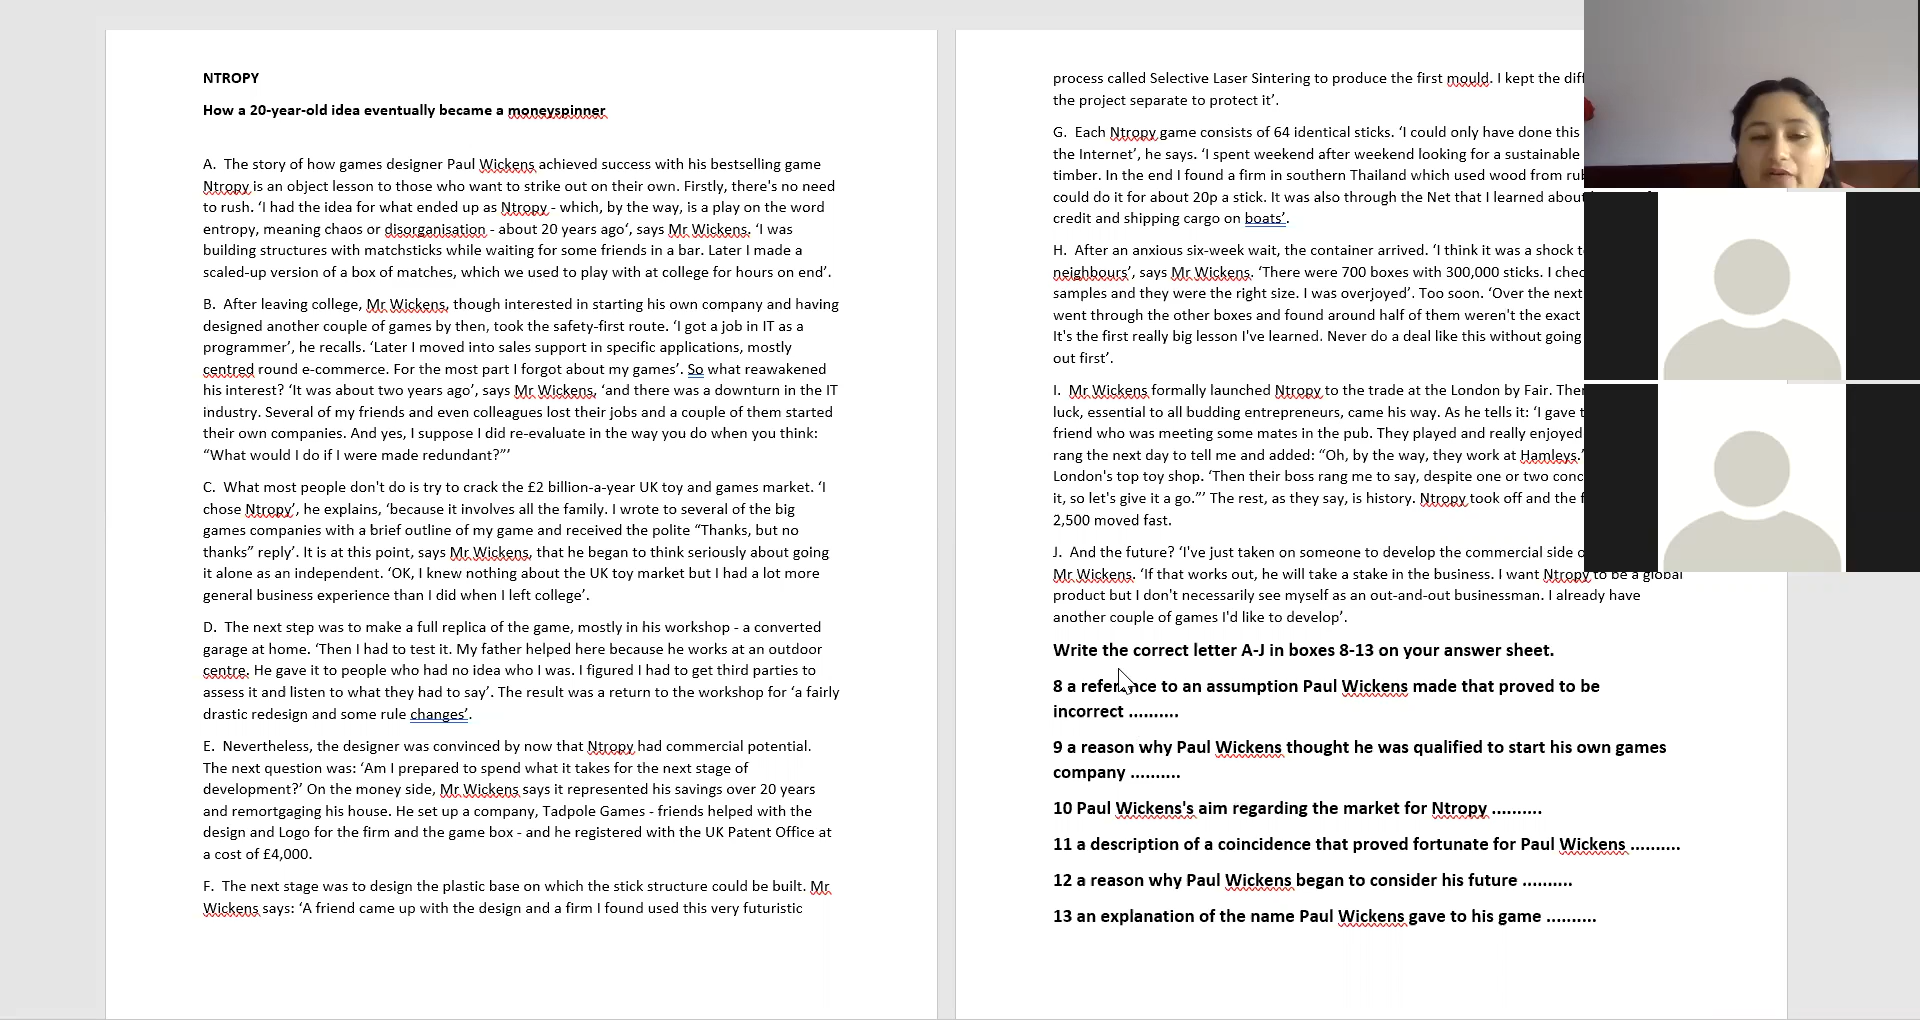 NTROPY
How a 20-year-old idea eventually became a moneyspinner
A. The story of how games designer Paul Wickens achieved success with his bestselling game
Ntropy is an object lesson to those who want to strike out on their own. Firstly, there's no need
to rush. ‘I had the idea for what ended up as Ntropy - which, by the way, is a play on the word
entropy, meaning chaos or disorganisation - about 20 years ago‘, says Mr Wickens. ‘I was
building structures with matchsticks while waiting for some friends in a bar. Later I made a
scaled-up version of a box of matches, which we used to play with at college for hours on end’.
B. After leaving college, Mr Wickens, though interested in starting his own company and having
designed another couple of games by then, took the safety-first route. ‘I got a job in IT as a
programmer’, he recalls. ‘Later I moved into sales support in specific applications, mostly
centred round e-commerce. For the most part I forgot about my games’. So what reawakened
his interest? ‘It was about two years ago’, says Mr Wickens, ‘and there was a downturn in the IT
industry. Several of my friends and even colleagues lost their jobs and a couple of them started
their own companies. And yes, I suppose I did re-evaluate in the way you do when you think:
“What would I do if I were made redundant?”’
C. What most people don't do is try to crack the £2 billion-a-year UK toy and games market. ‘I
chose Ntropy’, he explains, ‘because it involves all the family. I wrote to several of the big
games companies with a brief outline of my game and received the polite “Thanks, but no
thanks” reply’. It is at this point, says Mr Wickens, that he began to think seriously about going
it alone as an independent. ‘OK, I knew nothing about the UK toy market but I had a lot more
general business experience than I did when I left college’.
D. The next step was to make a full replica of the game, mostly in his workshop - a converted
garage at home. ‘Then I had to test it. My father helped here because he works at an outdoor
centre. He gave it to people who had no idea who I was. I figured I had to get third parties to
assess it and listen to what they had to say’. The result was a return to the workshop for ‘a fairly
drastic redesign and some rule changes’.
E. Nevertheless, the designer was convinced by now that Ntropy had commercial potential.
The next question was: ‘Am I prepared to spend what it takes for the next stage of
development?’ On the money side, Mr Wickens says it represented his savings over 20 years
and remortgaging his house. He set up a company, Tadpole Games - friends helped with the
design and Logo for the firm and the game box - and he registered with the UK Patent Office at
a cost of £4,000.
F. The next stage was to design the plastic base on which the stick structure could be built. Mr
Wickens says: ‘A friend came up with the design and a firm I found used this very futuristic
process called Selective Laser Sintering to produce the first mould. I kept the
the project separate to protect it’.
G. Each Ntropy game consists of 64 identical sticks. ‘I could only have done this
the Internet’, he says. ‘I spent weekend after weekend looking for a sustainable
timber. In the end I found a firm in southern Thailand which used wood from
could do it for about 20p a stick. It was also through the Net that I learned
credit and shipping cargo on boats’.
H. After an anxious six-week wait, the container arrived. ‘I think it was a shock
neighbours’, says Mr Wickens. ‘There were 700 boxes with 300,000 sticks. I
samples and they were the right size. I was overjoyed’. Too soon. ‘Over the next
went through the other boxes and found around half of them weren't the exact
It's the first really big lesson I've learned. Never do a deal like this without going
out first’.
I. Mr Wickens formally launched Ntropy to the trade at the London by Fair.
luck, essential to all budding entrepreneurs, came his way. As he tells it: ‘I gave
friend who was meeting some mates in the pub. They played and really enjoyed
rang the next day to tell me and added: “Oh, by the way, they work at Hamleys.”
London's top toy shop. ‘Then their boss rang me to say, despite one or two
it, so let's give it a go.”’ The rest, as they say, is history. Ntropy took off and the
2,500 moved fast.
J. And the future? ‘I've just taken on someone to develop the commercial side
Mr Wickens. ‘If that works out, he will take a stake in the business. I want Ntropy to be a global
product but I don't necessarily see myself as an out-and-out businessman. I already have
another couple of games I'd like to develop’.
Write the correct letter A-J in boxes 8-13 on your answer sheet.
8 a reference to an assumption Paul Wickens made that proved to be
incorrect ..........
9 a reason why Paul Wickens thought he was qualified to start his own games
company ..........
10 Paul Wickens's aim regarding the market for Ntropy ..........
11 a description of a coincidence that proved fortunate for Paul Wickens ..........
12 a reason why Paul Wickens began to consider his future ..........
13 an explanation of the name Paul Wickens gave to his game ..........